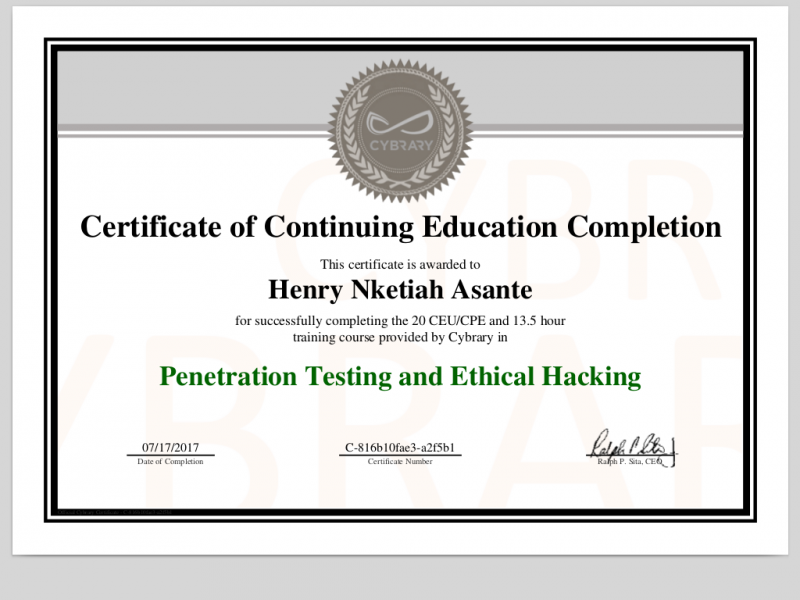 CYBRARY
Certificate of Continuing Education Completion
This certificate is awarded to
Henry Nketiah Asante
for successfully completing the 20 CEU/CPE and 13.5 hour
training course provided by Cybrary in
Penetration Testing and Ethical Hacking
07/17/2017 C-816b10fae3-a2f5b1
Date of Completion Certificate Number Ralph P. Sita, CEO